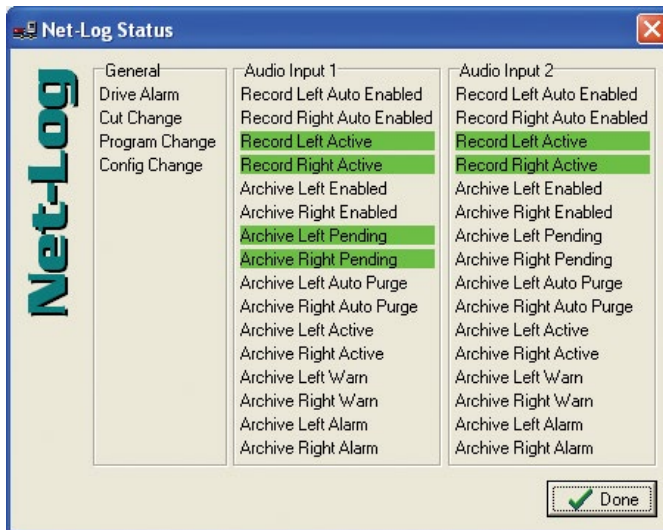 Net-Log Status
Net-Log
General
Drive Alarm
Cut Change
Program Change
Config Change
Audio Input 1
Record Left Auto Enabled
Record Right Auto Enabled
Record Left Active
Record Right Active
Archive Left Enabled
Archive Right Enabled
Archive Left Pending
Archive Right Pending
Archive Left Auto Purge
Archive Right Auto Purge
Archive Left Active
Archive Right Active
Archive Left Warn
Archive Right Warn
Archive Left Alarm
Archive Right Alarm
Audio Input 2
Record Left Auto Enabled
Record Right Auto Enabled
Record Left Active
Record Right Active
Archive Left Enabled
Archive Right Enabled
Archive Left Pending
Archive Right Pending
Archive Left Auto Purge
Archive Right Auto Purge
Archive Left Active
Archive Right Active
Archive Left Warn
Archive Right Warn
Archive Left Alarm
Archive Right Alarm
Done